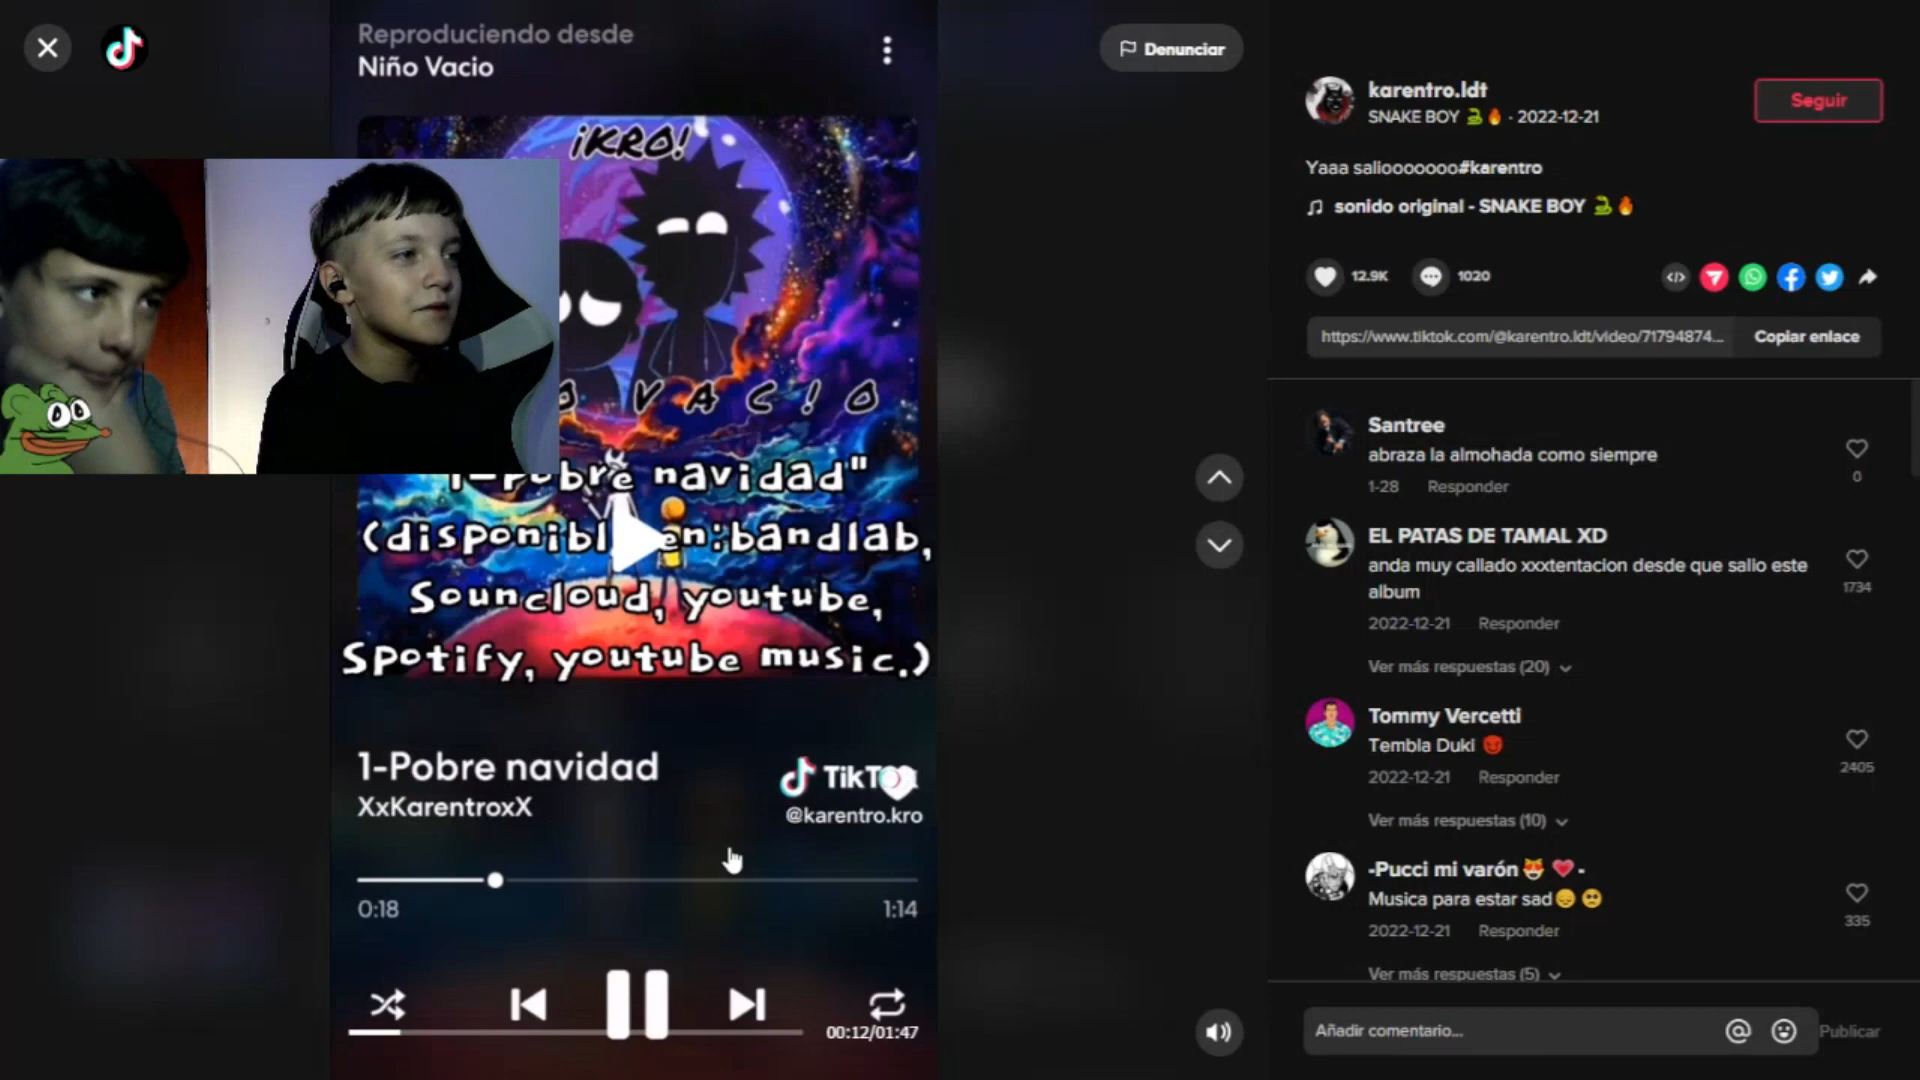 Reproduciendo desde
Niño Vacio
¡KRO!
O VAC!O
1-Pobre navidad"
(disponibl en:bandlab,
Souncloud, youtube,
Spotify, youtube music.)
1-Pobre navidad
XxKarentroxX
TikTok
@karentro.kro
0:18
1:14
00:12/01:47
Denunciar
karentro.ldt
SNAKE BOY 🐍🔥 · 2022-12-21
Seguir
Yaaa saliooooooo#karentro
sonido original - SNAKE BOY 🐍🔥
12.9K
1020
https://www.tiktok.com/@karentro.ldt/video/71794874...
Copiar enlace
Santree
abraza la almohada como siempre
1-28 Responder
0
EL PATAS DE TAMAL XD
anda muy callado xxxtentacion desde que salio este
album
1734
2022-12-21 Responder
Ver más respuestas (20)
Tommy Vercetti
Tembla Duki 😈
2022-12-21 Responder
2405
Ver más respuestas (10)
-Pucci mi varón 😻 💗 -
Musica para estar sad😔 🥺
2022-12-21 Responder
335
Ver más respuestas (5)
Añadir comentario...
Publicar